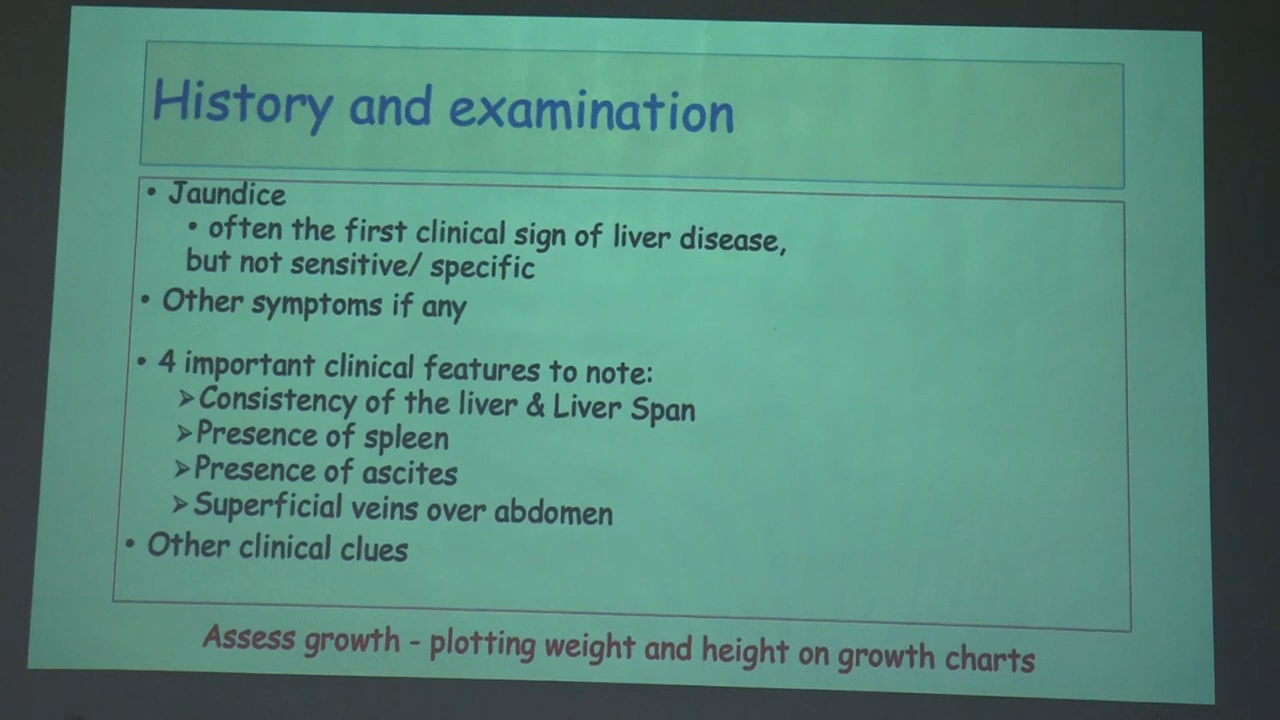 History and examination
• Jaundice
• often the first clinical sign of liver disease,
but not sensitive/ specific
• Other symptoms if any
• 4 important clinical features to note:
➢Consistency of the liver & Liver Span
➢Presence of spleen
➢Presence of ascites
➢Superficial veins over abdomen
• Other clinical clues
Assess growth - plotting weight and height on growth charts